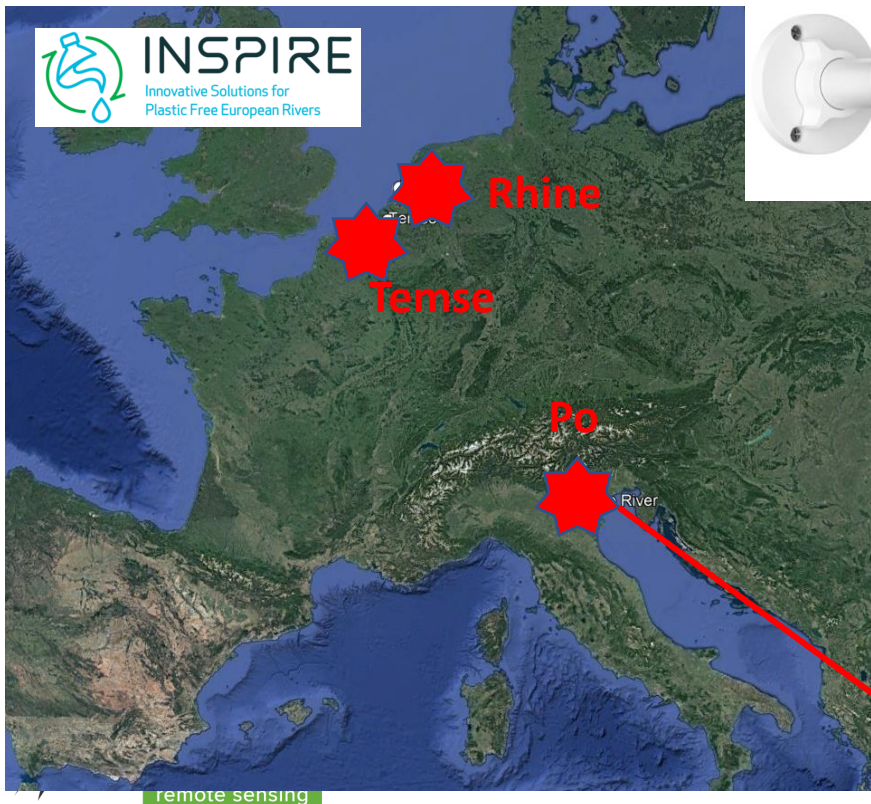 INSPIRE
Innovative Solutions for
Plastic Free European Rivers
Rhine
Temse
Po
River
remote sensing